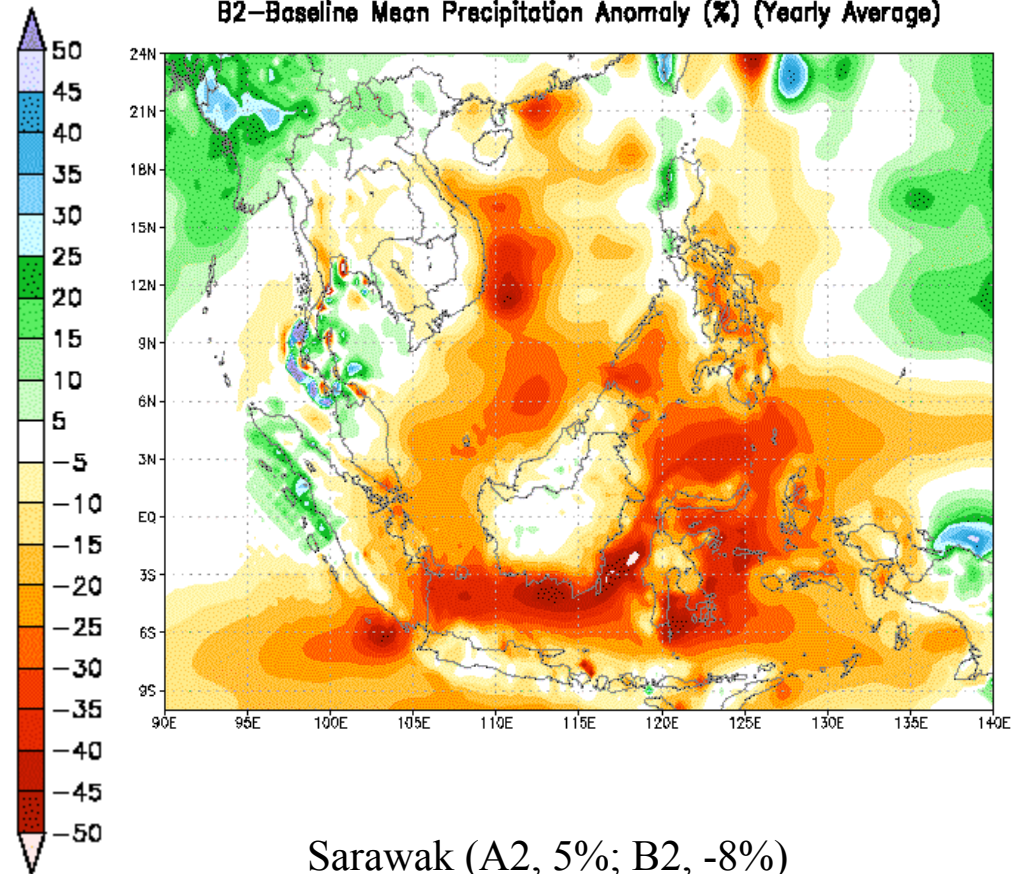 B2−Baseline Mean Precipitation Anomaly (%) (Yearly Average)
50
45
40
35
30
25
20
15
10
5
−5
−10
−15
−20
−25
−30
−35
−40
−45
−50
24N
21N
18N
15N
12N
9N
6N
3N
EQ
3S
6S
9S
90E 95E 100E 105E 110E 115E 120E 125E 130E 135E 140E
Sarawak (A2, 5%; B2, -8%)